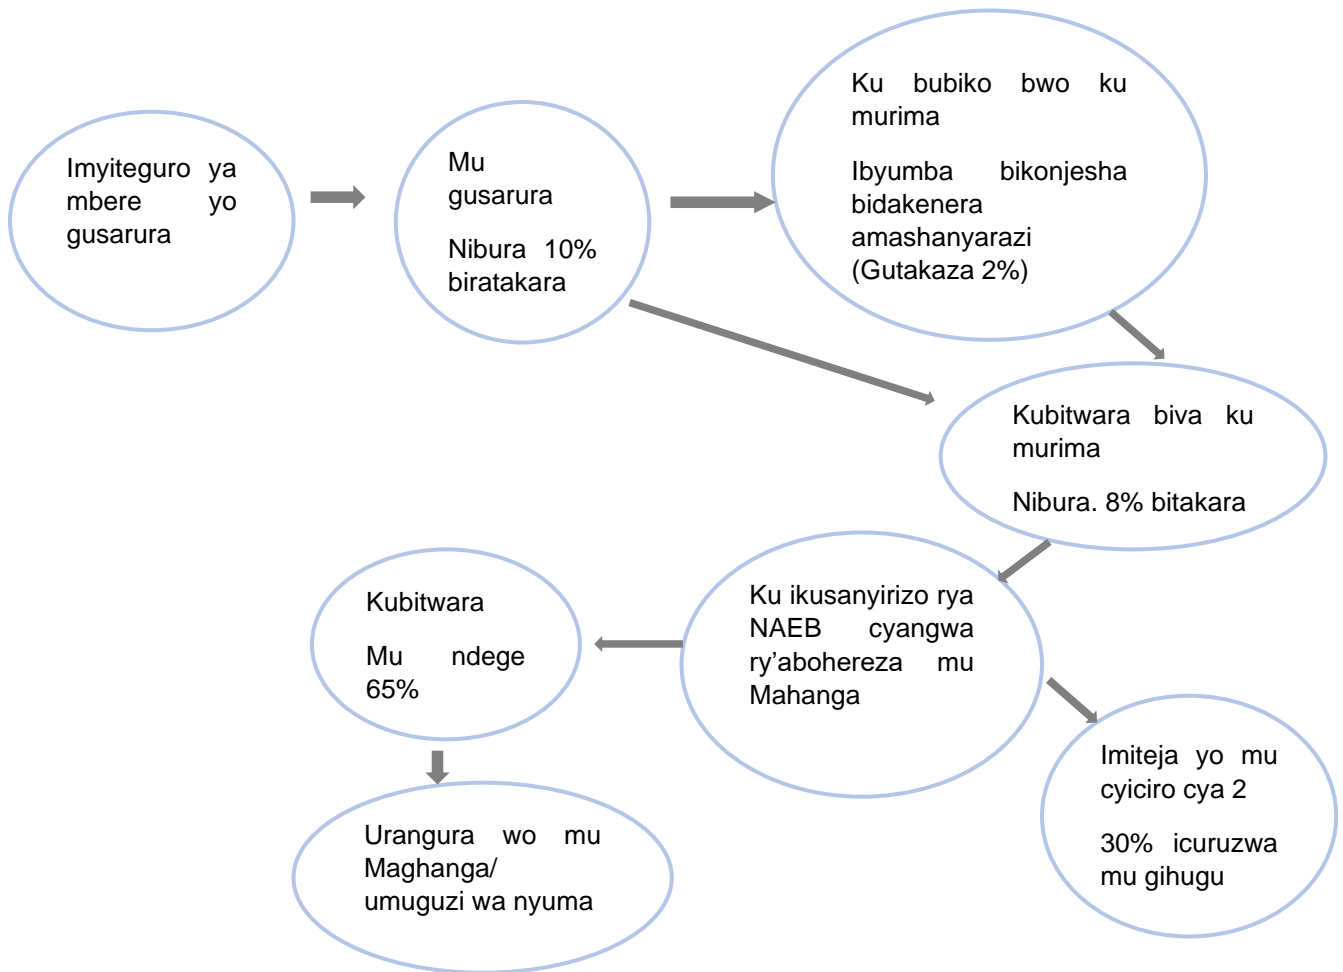 Imyiteguro ya
mbere yo
gusarura
Mu
gusarura
Nibura 10%
biratakara
Ku bubiko bwo ku
murima
Ibyumba bikonjesha
bidakenera
amashanyarazi
(Gutakaza 2%)
Kubitwara biva ku
murima
Nibura. 8% bitakara
Ku ikusanyirizo rya
NAEB cyangwa
ry’abohereza mu
Mahanga
Kubitwara
Mu ndege
65%
Urangura wo mu
Maghanga/
umuguzi wa nyuma
Imiteja yo mu
cyiciro cya 2
30% icuruzwa
mu gihugu